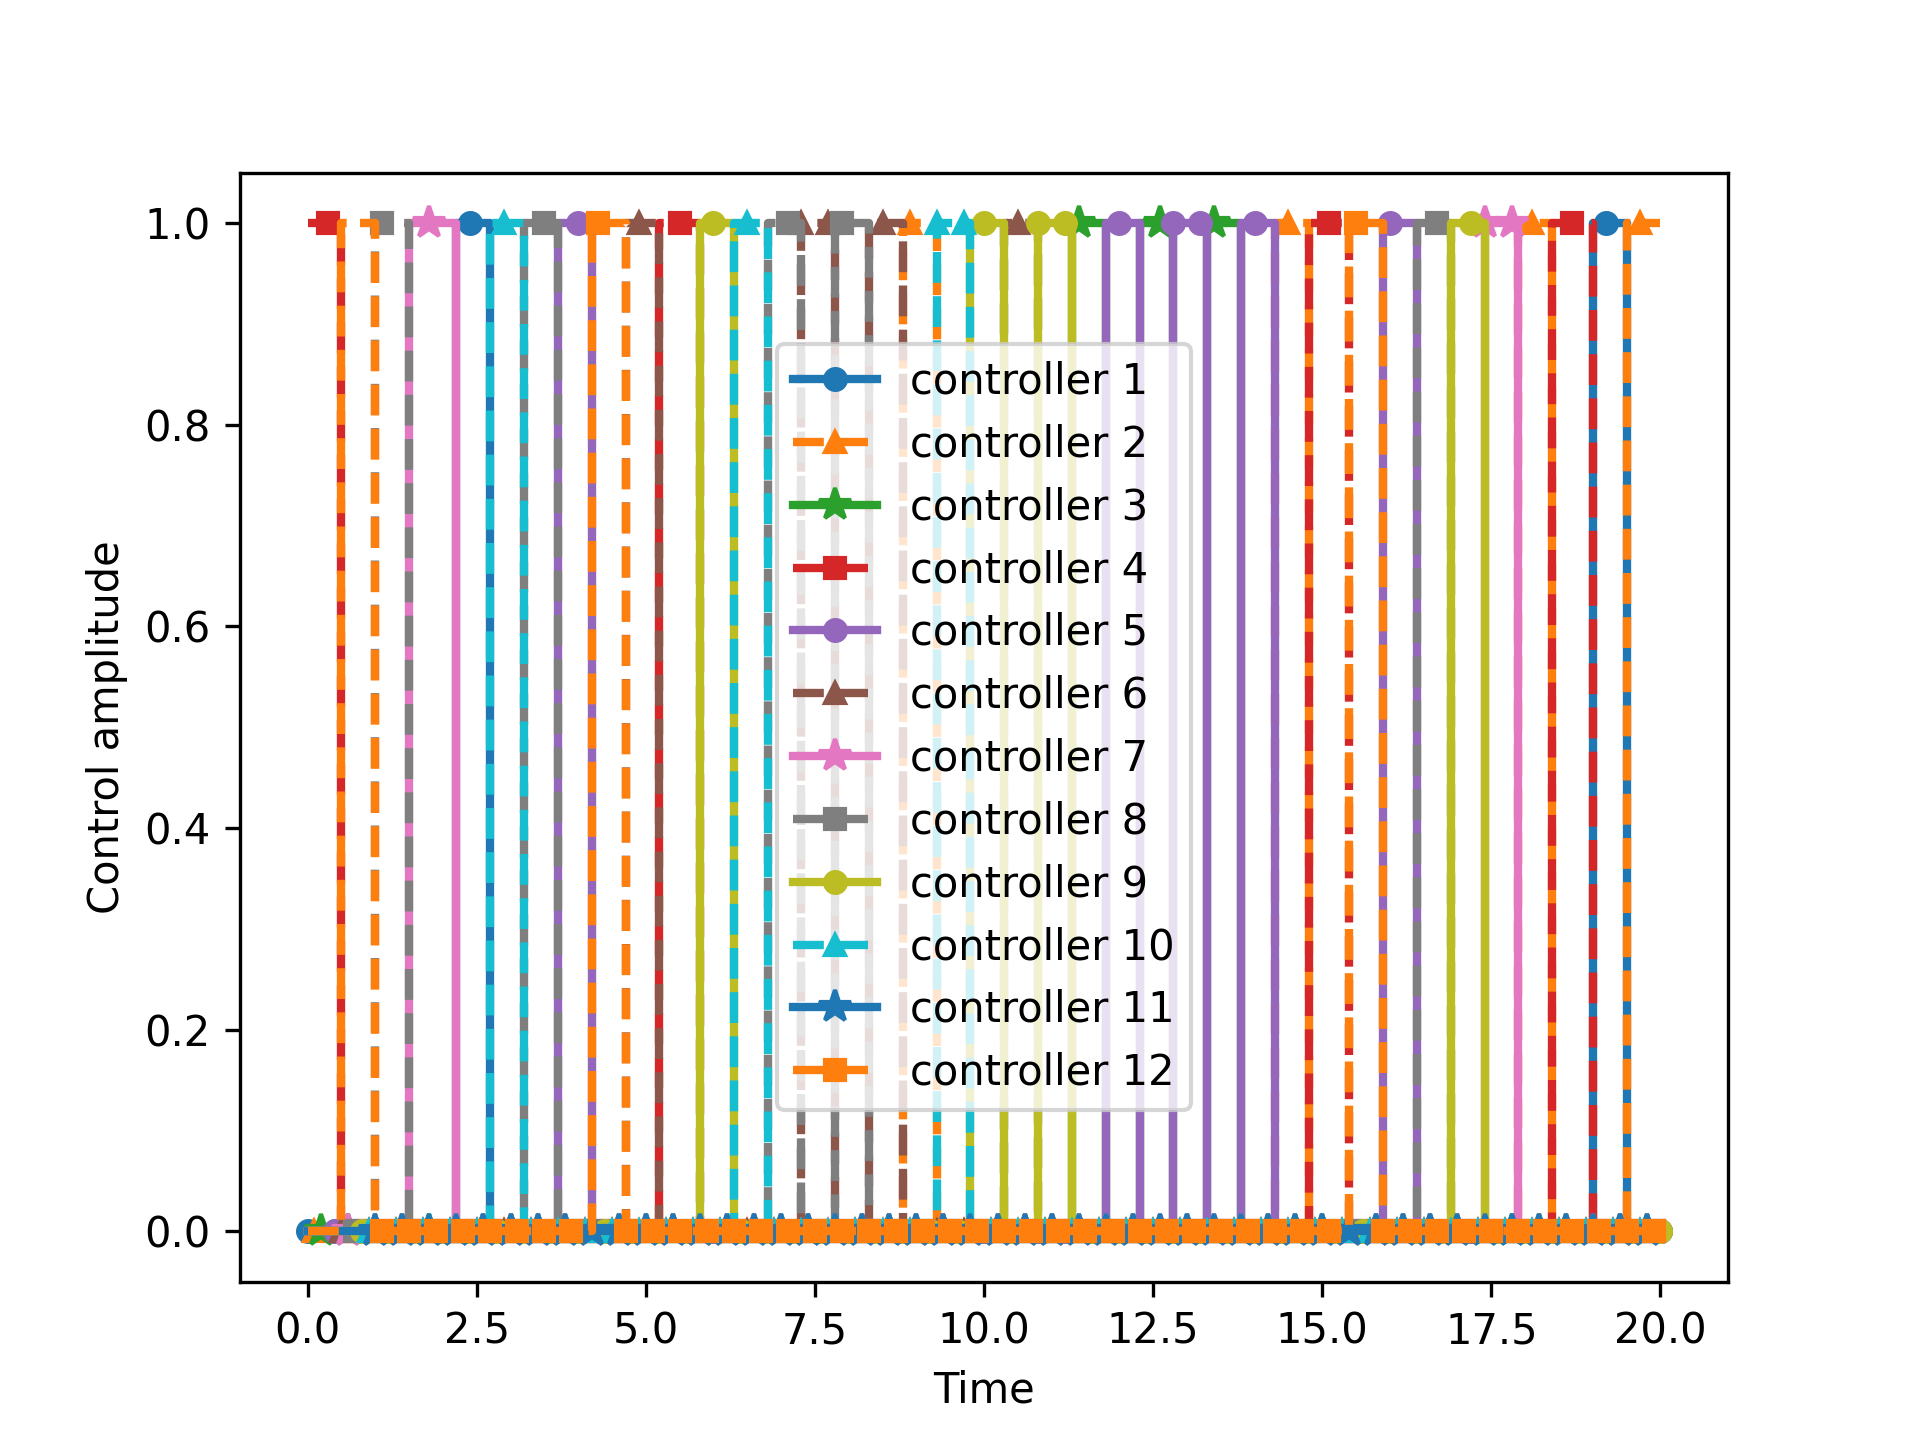 1.0
0.8
0.6
0.4
0.2
0.0
Control amplitude
controller 1
controller 2
controller 3
controller 4
controller 5
controller 6
controller 7
controller 8
controller 9
controller 10
controller 11
controller 12
0.0 2.5 5.0 7.5 10.0 12.5 15.0 17.5 20.0
Time